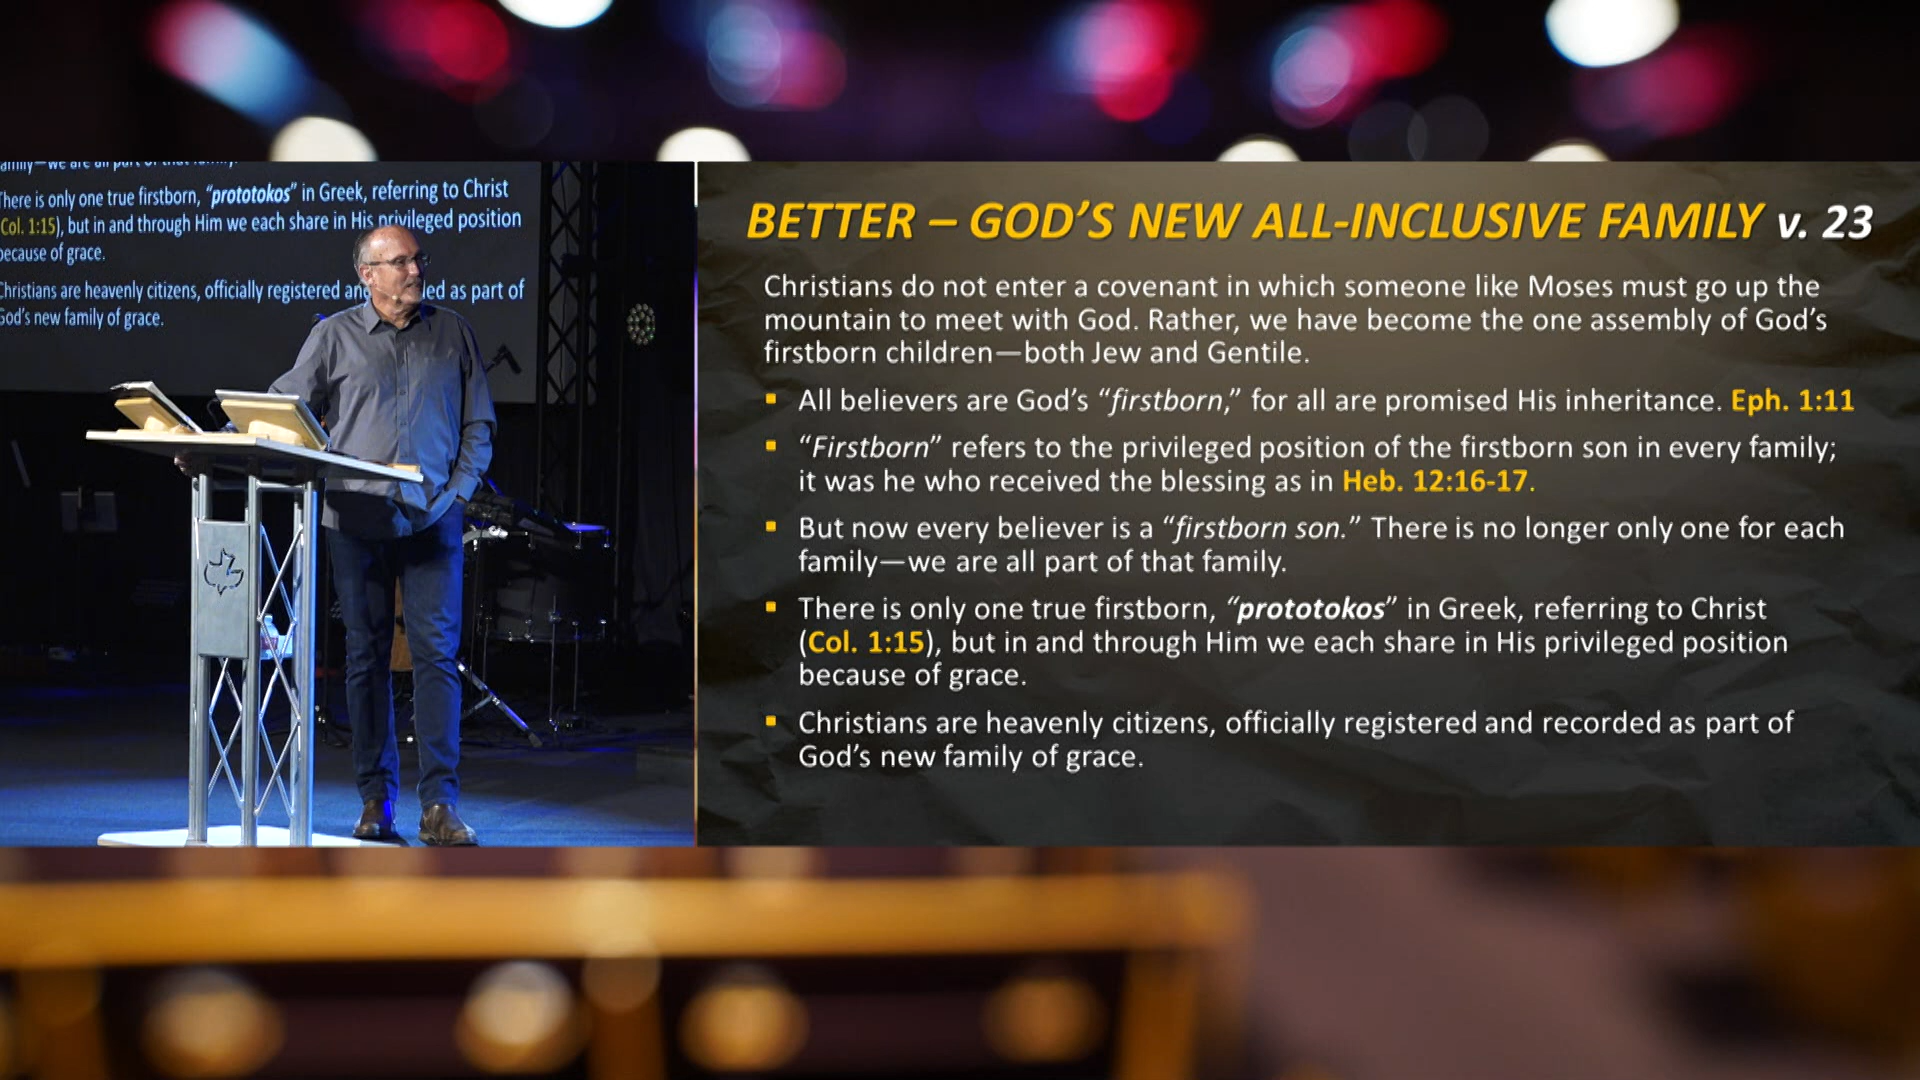 family—we are all part of that family.
There is only one true firstborn, “prototokos” in Greek, referring to Christ
Col. 1:15), but in and through Him we each share in His privileged position
because of grace.
Christians are heavenly citizens, officially registered and ed as part of
God's new family of grace.
BETTER – GOD’S NEW ALL-INCLUSIVE FAMILY v. 23
Christians do not enter a covenant in which someone like Moses must go up the
mountain to meet with God. Rather, we have become the one assembly of God’s
firstborn children—both Jew and Gentile.
▪ All believers are God’s “firstborn,” for all are promised His inheritance. Eph. 1:11
▪ “Firstborn” refers to the privileged position of the firstborn son in every family;
it was he who received the blessing as in Heb. 12:16-17.
▪ But now every believer is a “firstborn son.” There is no longer only one for each
family—we are all part of that family.
▪ There is only one true firstborn, “prototokos” in Greek, referring to Christ
(Col. 1:15), but in and through Him we each share in His privileged position
because of grace.
▪ Christians are heavenly citizens, officially registered and recorded as part of
God’s new family of grace.